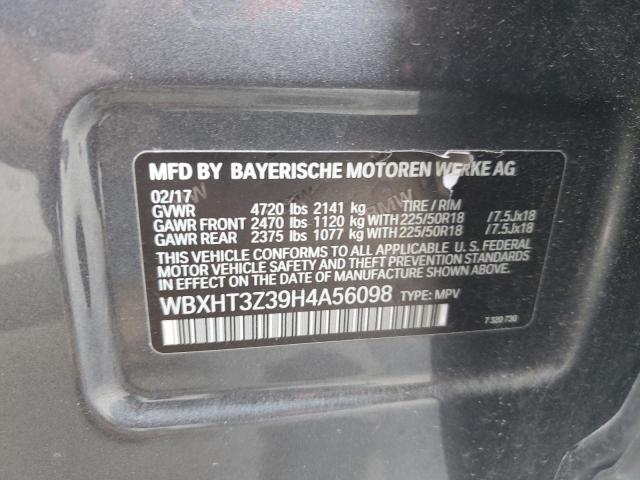 MFD BY BAYERISCHE MOTOREN WERKE AG
02/17
GVWR 4720 lbs 2141 kg TIRE / RIM
GAWR FRONT 2470 lbs 1120 kg WITH 225/50R18 /7.5Jx18
GAWR REAR 2375 lbs 1077 kg WITH 225/50R18 /7.5Jx18
THIS VEHICLE CONFORMS TO ALL APPLICABLE U.S. FEDERAL
MOTOR VEHICLE SAFETY AND THEFT PREVENTION STANDARDS
IN EFFECT ON THE DATE OF MANUFACTURE SHOWN ABOVE.
WBXHT3Z39H4A56098 TYPE: MPV
7 320 730